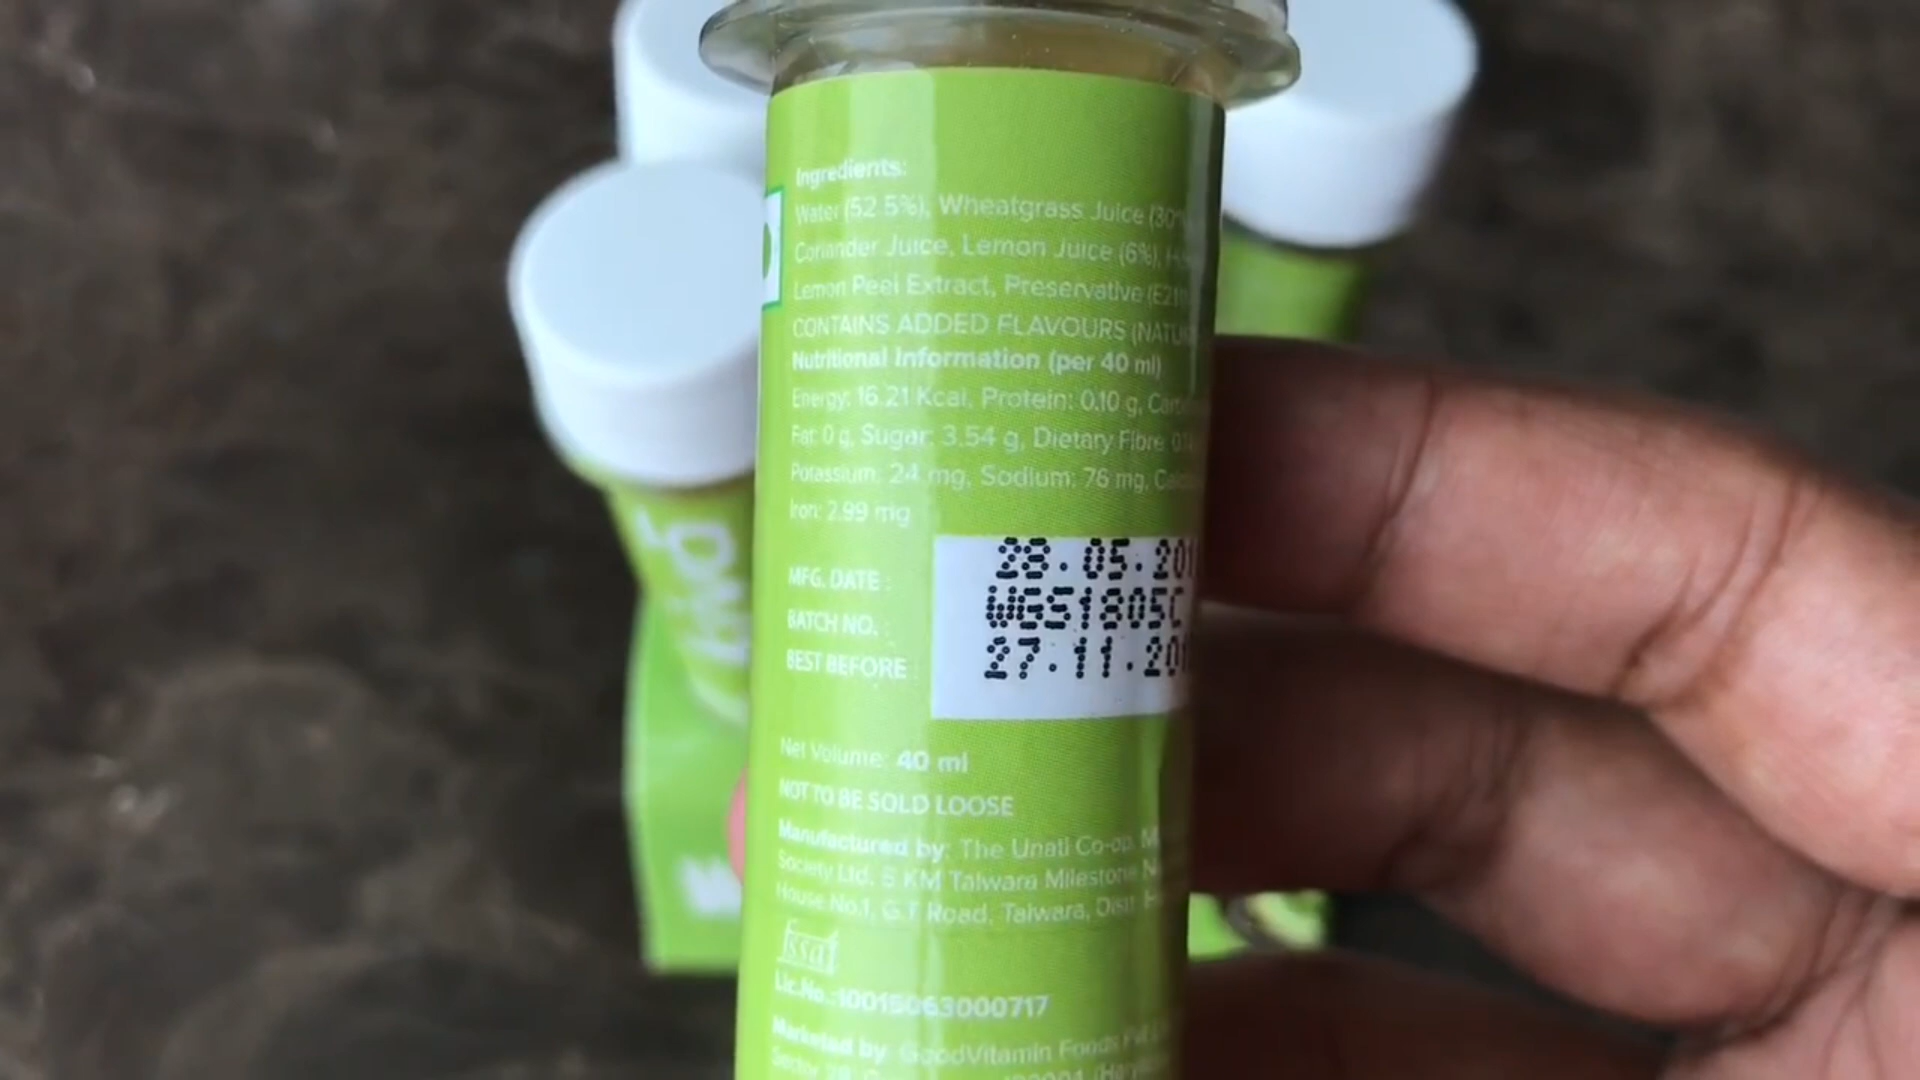 Ingredients:
Water (52.5%), Wheatgrass Juice (30%
Coriander Juice, Lemon Juice (6%),
Lemon Peel Extract, Preservative (E211
CONTAINS ADDED FLAVOURS (NATU
Nutritional Information (per 40 ml)
Energy: 16.21 Kcal, Protein: 0.10 g,
Fat: 0 g, Sugar: 3.54 g, Dietary Fibre:
Potassium: 24 mg, Sodium: 76 mg,
Iron: 2.99 mg
MFG. DATE : 28.05.201
BATCH NO. : WGS1805C
BEST BEFORE : 27.11.201
Net Volume: 40 ml
NOT TO BE SOLD LOOSE
Manufactured by: The Unati Co-op. M
Society Ltd. 5 KM Talwara Milestone N
House No.1, G.T Road, Talwara, Dist. H
fssai
Lic.No.:10015063000717
Marketed by GoodVitamin Foods Pvt
Sector